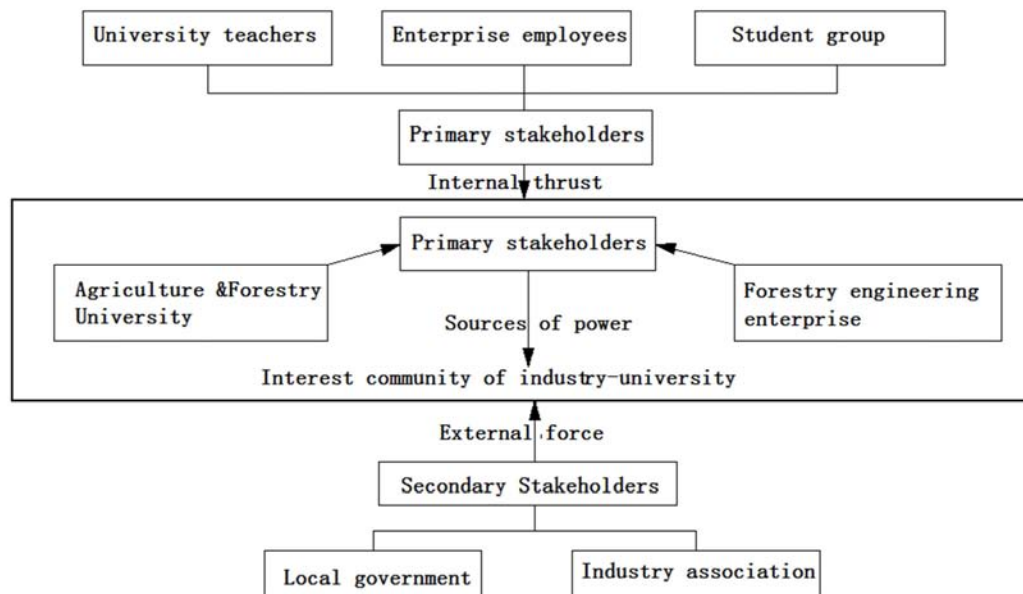 University teachers
Enterprise employees
Student group
Primary stakeholders
Internal thrust
Primary stakeholders
Agriculture &Forestry
University
Forestry engineering
enterprise
Sources of power
Interest community of industry-university
External force
Secondary Stakeholders
Local government
Industry association